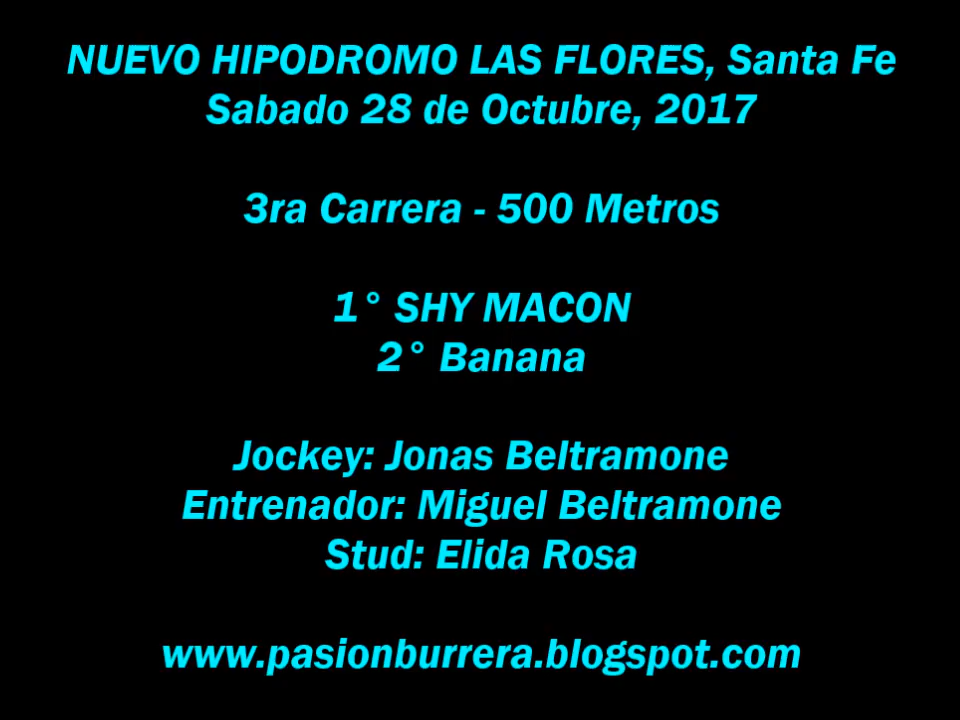 NUEVO HIPODROMO LAS FLORES, Santa Fe
Sabado 28 de Octubre, 2017
3ra Carrera - 500 Metros
1° SHY MACON
2° Banana
Jockey: Jonas Beltramone
Entrenador: Miguel Beltramone
Stud: Elida Rosa
www.pasionburrera.blogspot.com